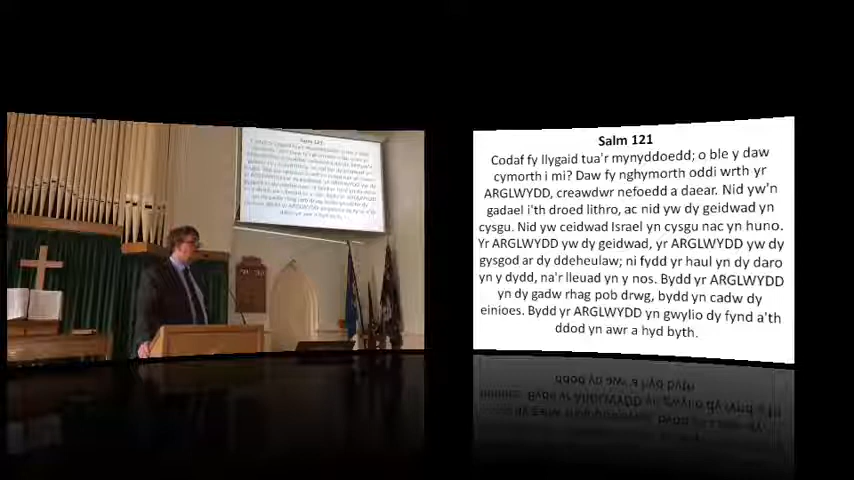 Salm 121
Codaf fy llygaid tua'r mynyddoedd; o ble y daw
cymorth i mi? Daw fy nghymorth oddi wrth yr
ARGLWYDD, creawdwr nefoedd a daear. Nid yw'n
gadael i'th droed lithro, ac nid yw dy geidwad yn
cysgu. Nid yw ceidwad Israel yn cysgu nac yn huno.
Yr ARGLWYDD yw dy geidwad, yr ARGLWYDD yw dy
gysgod ar dy ddeheulaw; ni fydd yr haul yn dy daro
yn y dydd, na'r lleuad yn y nos. Bydd yr ARGLWYDD
yn dy gadw rhag pob drwg, bydd yn cadw dy
einioes. Bydd yr ARGLWYDD yn gwylio dy fynd a'th
ddod yn awr a hyd byth.